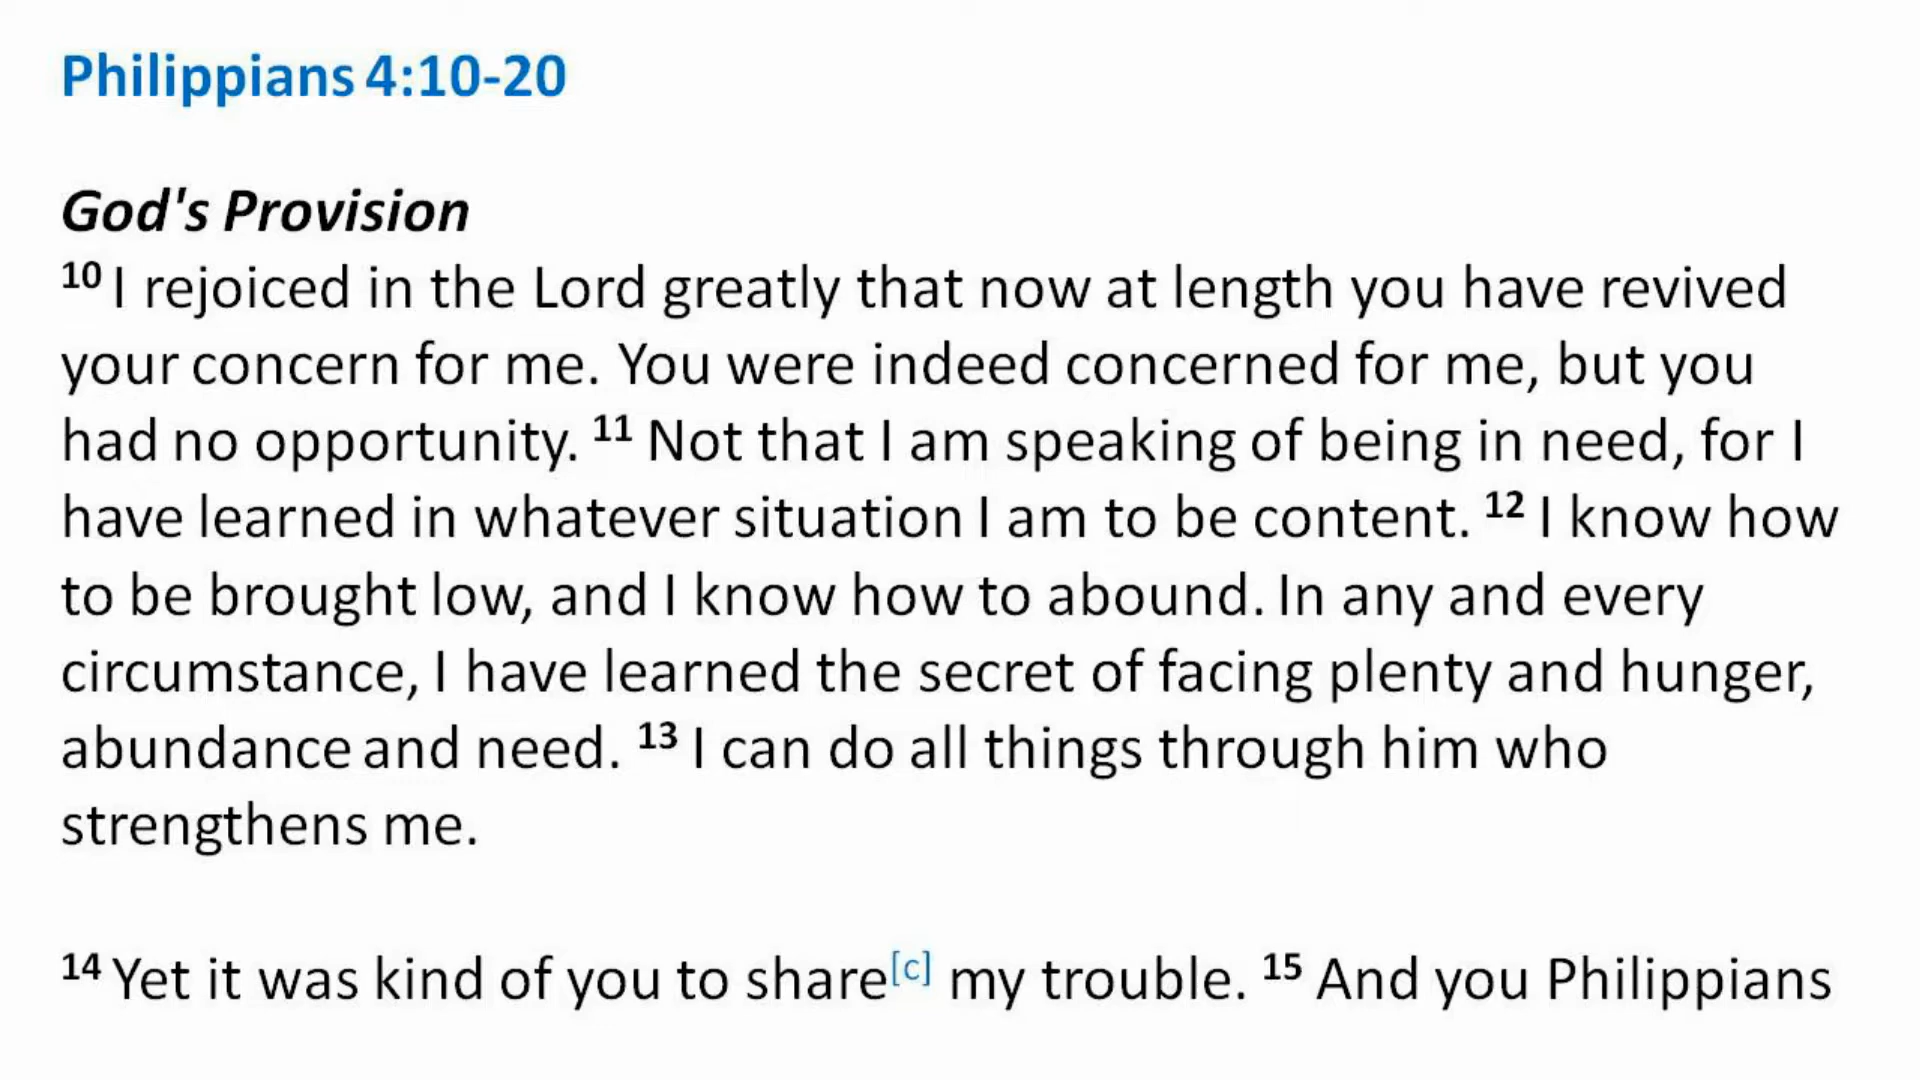 Philippians 4:10-20
God's Provision
10 I rejoiced in the Lord greatly that now at length you have revived
your concern for me. You were indeed concerned for me, but you
had no opportunity. 11 Not that I am speaking of being in need, for I
have learned in whatever situation I am to be content. 12 I know how
to be brought low, and I know how to abound. In any and every
circumstance, I have learned the secret of facing plenty and hunger,
abundance and need. 13 I can do all things through him who
strengthens me.
14 Yet it was kind of you to share[c] my trouble. 15 And you Philippians